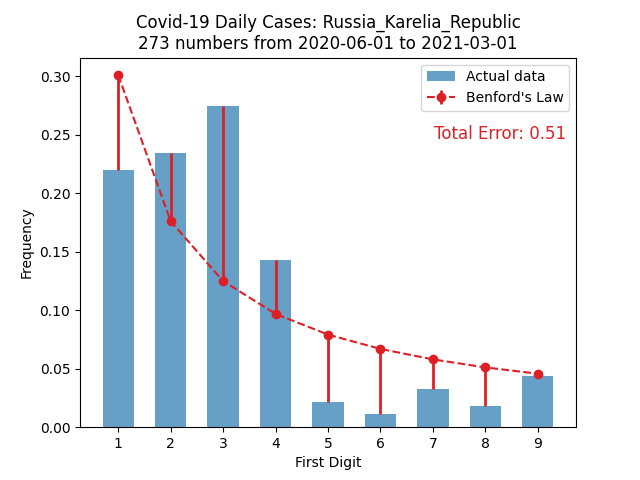 Covid-19 Daily Cases: Russia_Karelia_Republic
273 numbers from 2020-06-01 to 2021-03-01
Actual data
Benford's Law
Total Error: 0.51
Frequency
0.30
0.25
0.20
0.15
0.10
0.05
0.00
1 2 3 4 5 6 7 8 9
First Digit